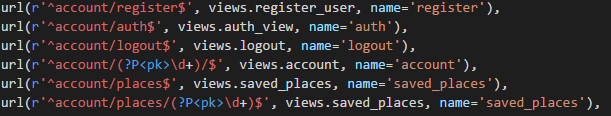 url(r'^account/register$', views.register_user, name='register'),
url(r'^account/auth$', views.auth_view, name='auth'),
url(r'^account/logout$', views.logout, name='logout'),
url(r'^account/(?P<pk>\d+)/$', views.account, name='account'),
url(r'^account/places$', views.saved_places, name='saved_places'),
url(r'^account/places/(?P<pk>\d+)$', views.saved_places, name='saved_places'),